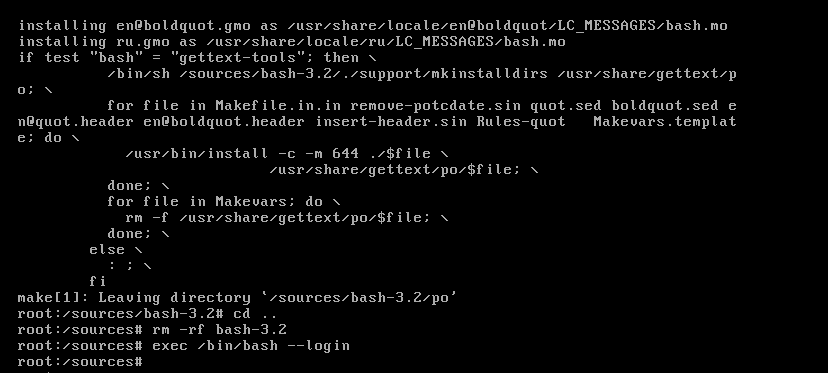 installing en@boldquot.gmo as /usr/share/locale/en@boldquot/LC_MESSAGES/bash.mo
installing ru.gmo as /usr/share/locale/ru/LC_MESSAGES/bash.mo
if test "bash" = "gettext-tools"; then \
          /bin/sh /sources/bash-3.2/./support/mkinstalldirs /usr/share/gettext/p
o; \
          for file in Makefile.in.in remove-potcdate.sin quot.sed boldquot.sed e
n@quot.header en@boldquot.header insert-header.sin Rules-quot   Makevars.templat
e; do \
            /usr/bin/install -c -m 644 ./$file \
                            /usr/share/gettext/po/$file; \
          done; \
          for file in Makevars; do \
            rm -f /usr/share/gettext/po/$file; \
          done; \
        else \
          : ; \
        fi
make[1]: Leaving directory `/sources/bash-3.2/po'
root:/sources/bash-3.2# cd ..
root:/sources# rm -rf bash-3.2
root:/sources# exec /bin/bash --login
root:/sources#